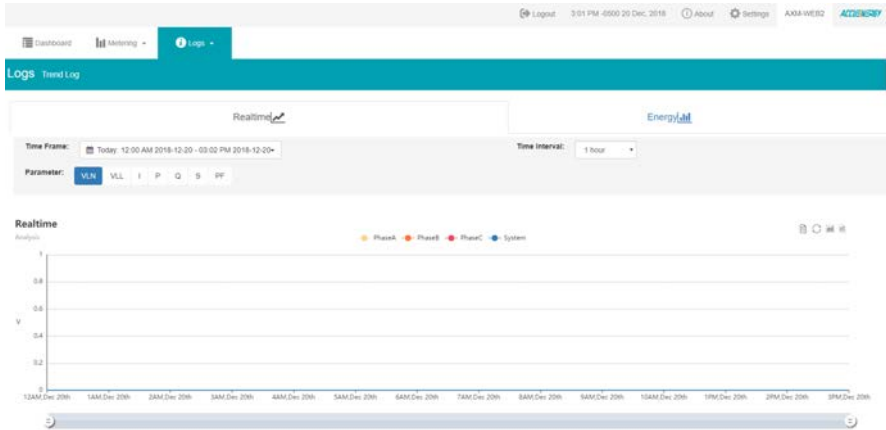 Logout 3:01 PM -0500 20 Dec, 2018 About Settings AXM-WEB2 ACCUENERGY
Dashboard Metering Logs
Logs Trend Log
Realtime Energy
Time Frame: Today: 12:00 AM 2018-12-20 - 03:02 PM 2018-12-20 Time Interval: 1 hour
Parameter: VLN VLL I P Q S PF
Realtime
Analysis
PhaseA PhaseB PhaseC System
1
0.8
0.6
V
0.4
0.2
0
12AM,Dec 20th 1AM,Dec 20th 2AM,Dec 20th 3AM,Dec 20th 4AM,Dec 20th 5AM,Dec 20th 6AM,Dec 20th 7AM,Dec 20th 8AM,Dec 20th 9AM,Dec 20th 10AM,Dec 20th 1PM,Dec 20th 2PM,Dec 20th 3PM,Dec 20th